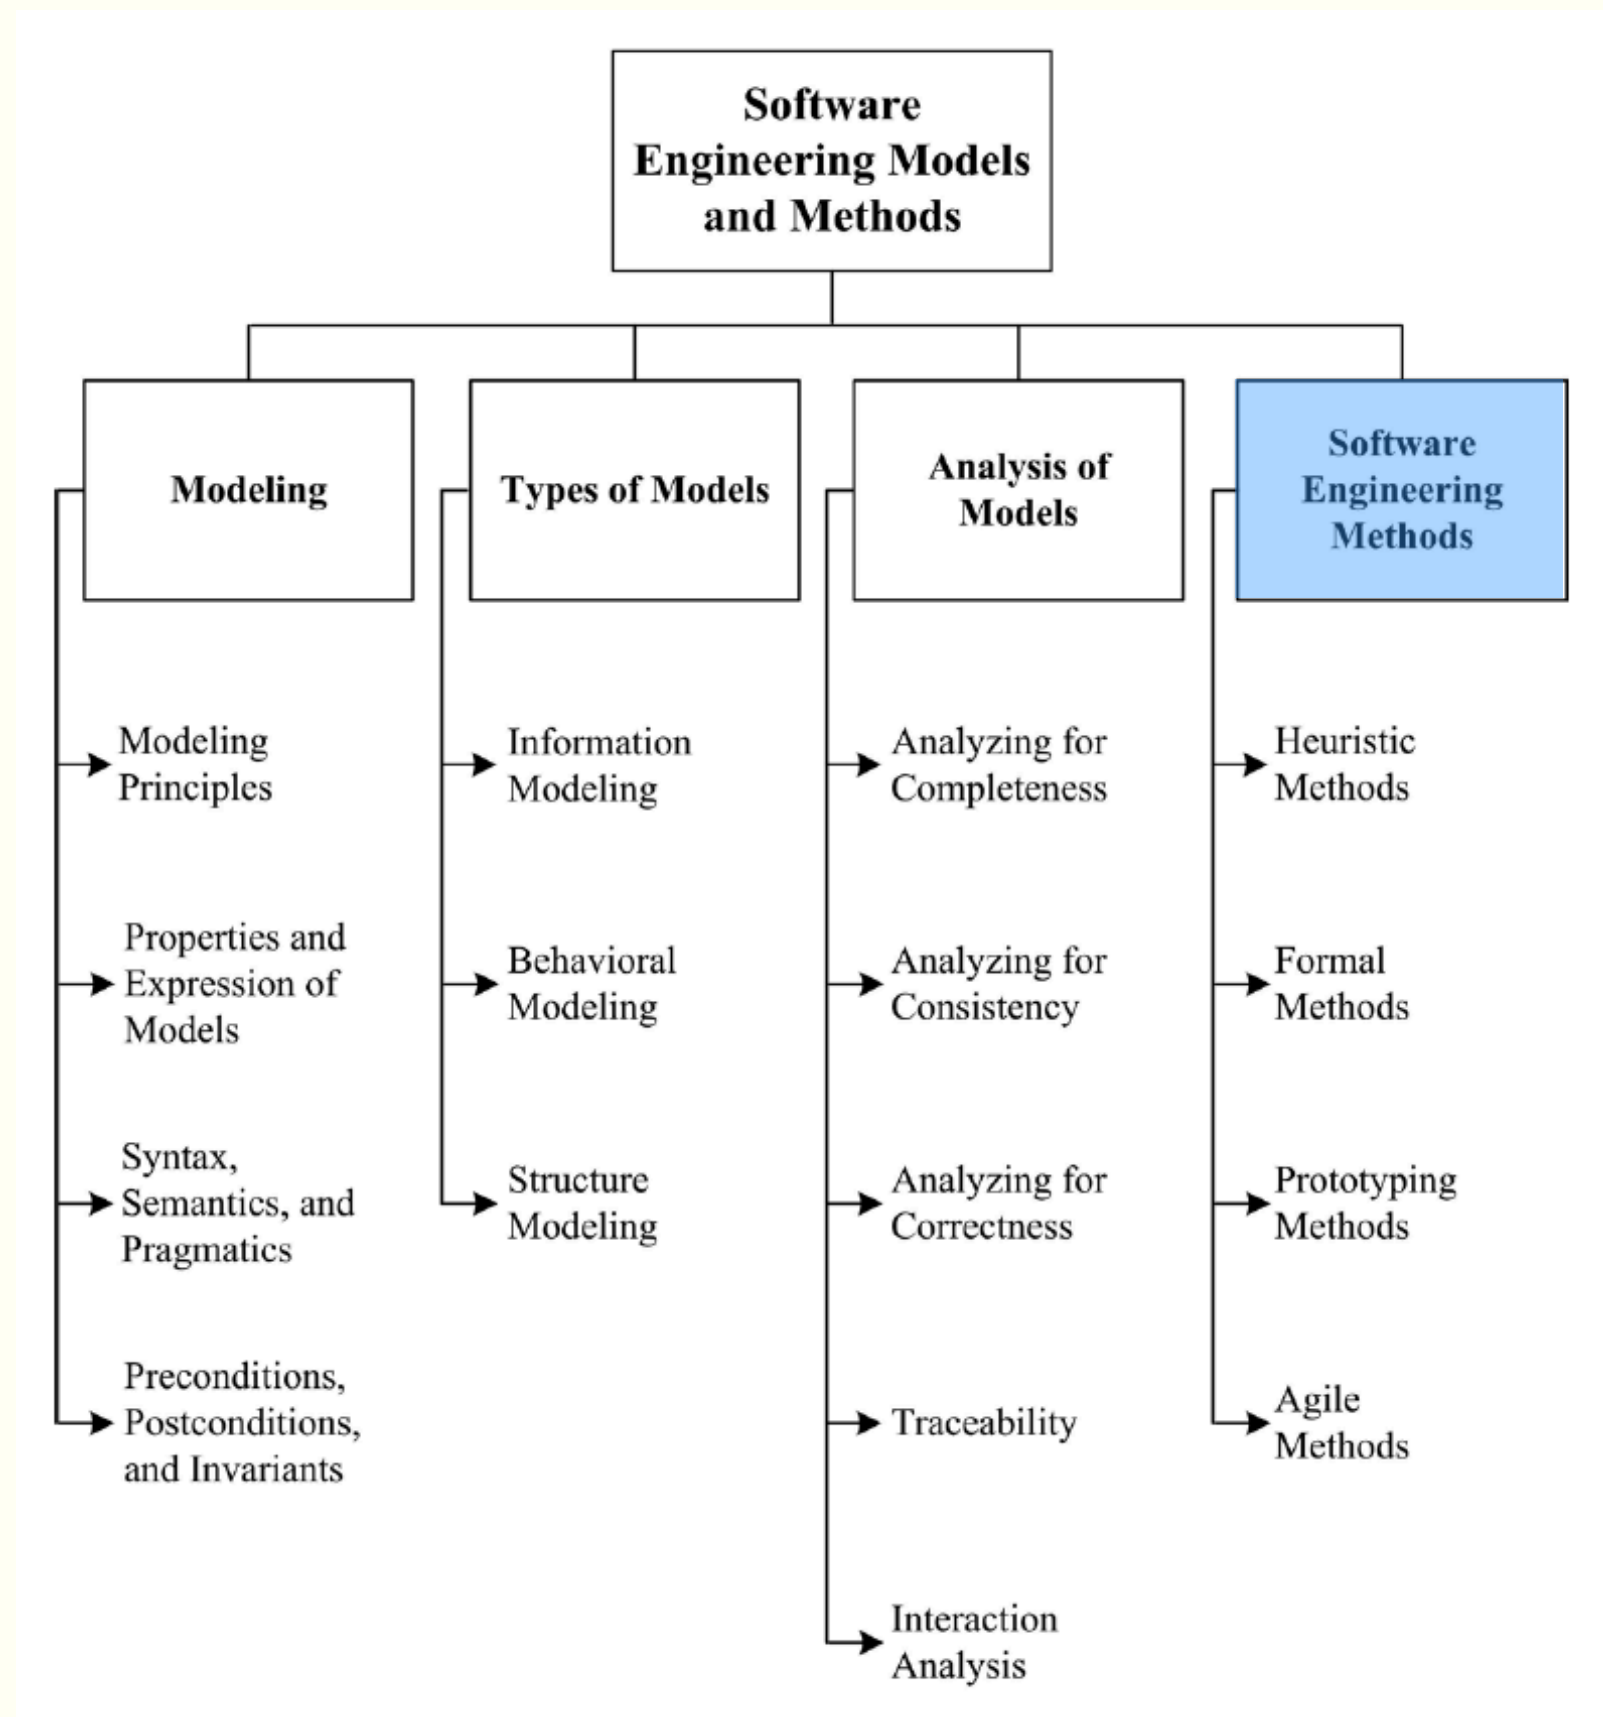 Software
Engineering Models
and Methods
Modeling
Types of Models
Analysis of
Models
Software
Engineering
Methods
Modeling
Principles
Properties and
Expression of
Models
Syntax,
Semantics, and
Pragmatics
Preconditions,
Postconditions,
and Invariants
Information
Modeling
Behavioral
Modeling
Structure
Modeling
Analyzing for
Completeness
Analyzing for
Consistency
Analyzing for
Correctness
Traceability
Interaction
Analysis
Heuristic
Methods
Formal
Methods
Prototyping
Methods
Agile
Methods